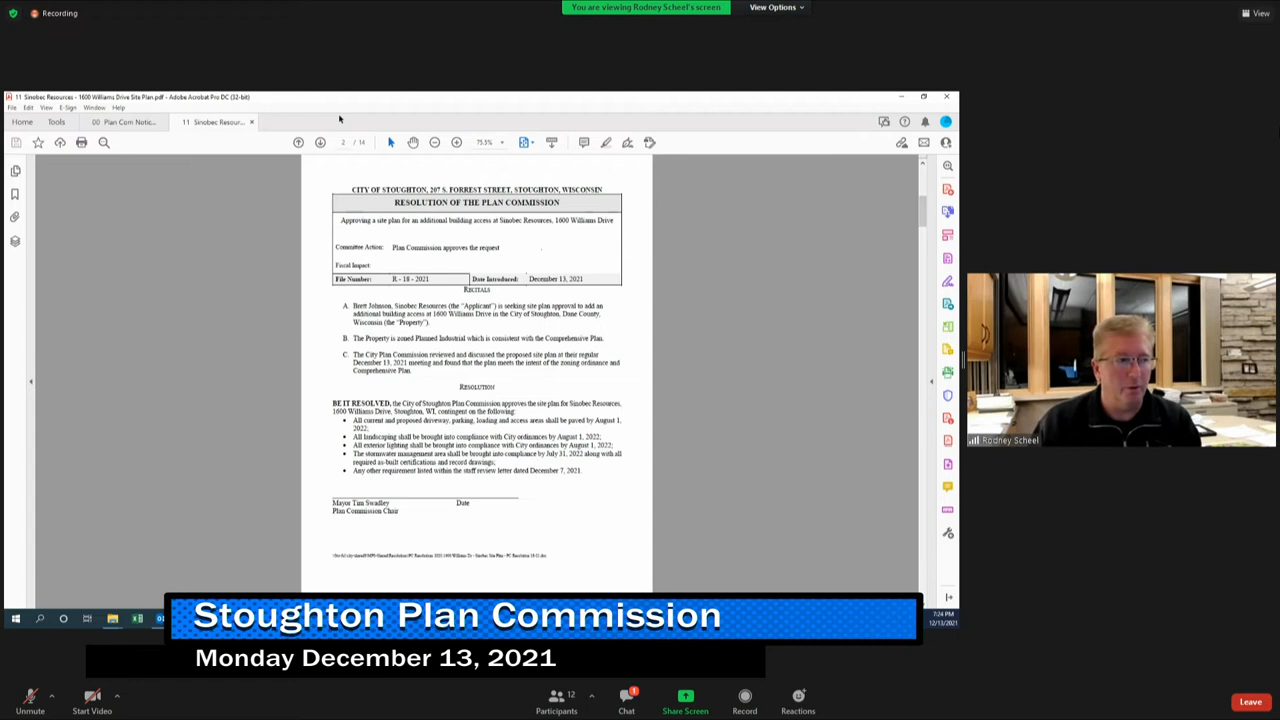 Recording
You are viewing Rodney Scheel's screen
View Options
View
11 Sinobec Resources - 1600 Williams Drive Site Plan.pdf - Adobe Acrobat Pro DC (32-bit)
File Edit View E-Sign Window Help
Home Tools 00 Plan Com Notic... 11 Sinobec Resour... ×
2 / 14 75.5%
CITY OF STOUGHTON, 207 S. FORREST STREET, STOUGHTON, WISCONSIN
RESOLUTION OF THE PLAN COMMISSION
Approving a site plan for an additional building access at Sinobec Resources, 1600 Williams Drive
Committee Action: Plan Commission approves the request
Fiscal Impact:
File Number: R - 18 - 2021 Date Introduced: December 13, 2021
RECITALS
A. Brett Johnson, Sinobec Resources (the "Applicant") is seeking site plan approval to add an
additional building access at 1600 Williams Drive in the City of Stoughton, Dane County,
Wisconsin (the "Property").
B. The Property is zoned Planned Industrial which is consistent with the Comprehensive Plan.
C. The City Plan Commission reviewed and discussed the proposed site plan at their regular
December 13, 2021 meeting and found that the plan meets the intent of the zoning ordinance and
Comprehensive Plan.
RESOLUTION
BE IT RESOLVED, the City of Stoughton Plan Commission approves the site plan for Sinobec Resources,
1600 Williams Drive, Stoughton, WI, contingent on the following:
• All current and proposed driveway, parking, loading and access areas shall be paved by August 1,
2022;
• All landscaping shall be brought into compliance with City ordinances by August 1, 2022;
• All exterior lighting shall be brought into compliance with City ordinances by August 1, 2022;
• The stormwater management area shall be brought into compliance by July 31, 2022 along with all
required as-built certifications and record drawings;
• Any other requirement listed within the staff review letter dated December 7, 2021.
Mayor Tim Swadley Date
Plan Commission Chair
Rodney Scheel
7:24 PM
12/13/2021
Stoughton Plan Commission
Monday December 13, 2021
Unmute
Start Video
12
Participants
1
Chat
Share Screen
Record
Reactions
Leave